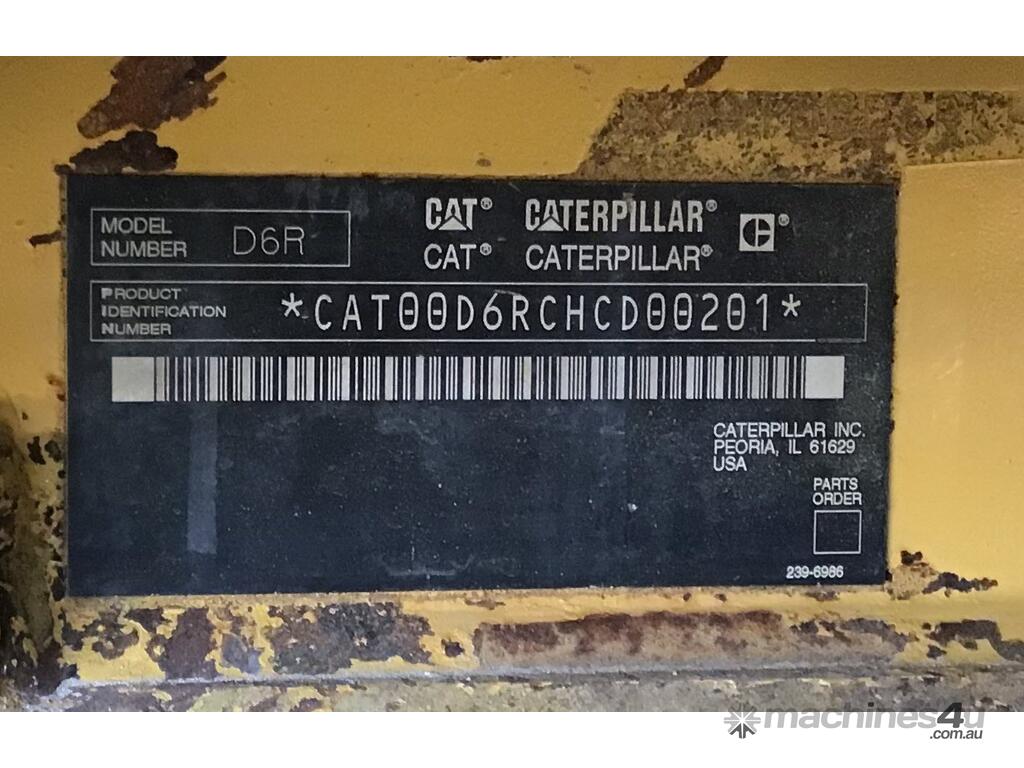 MODEL
NUMBER D6R
CAT® CATERPILLAR®
CAT® CATERPILLAR®
PRODUCT
IDENTIFICATION
NUMBER
*CAT00D6RCHCD00201*
CATERPILLAR INC.
PEORIA, IL 61629
USA
PARTS
ORDER
239-6986
machines4u
.com.au